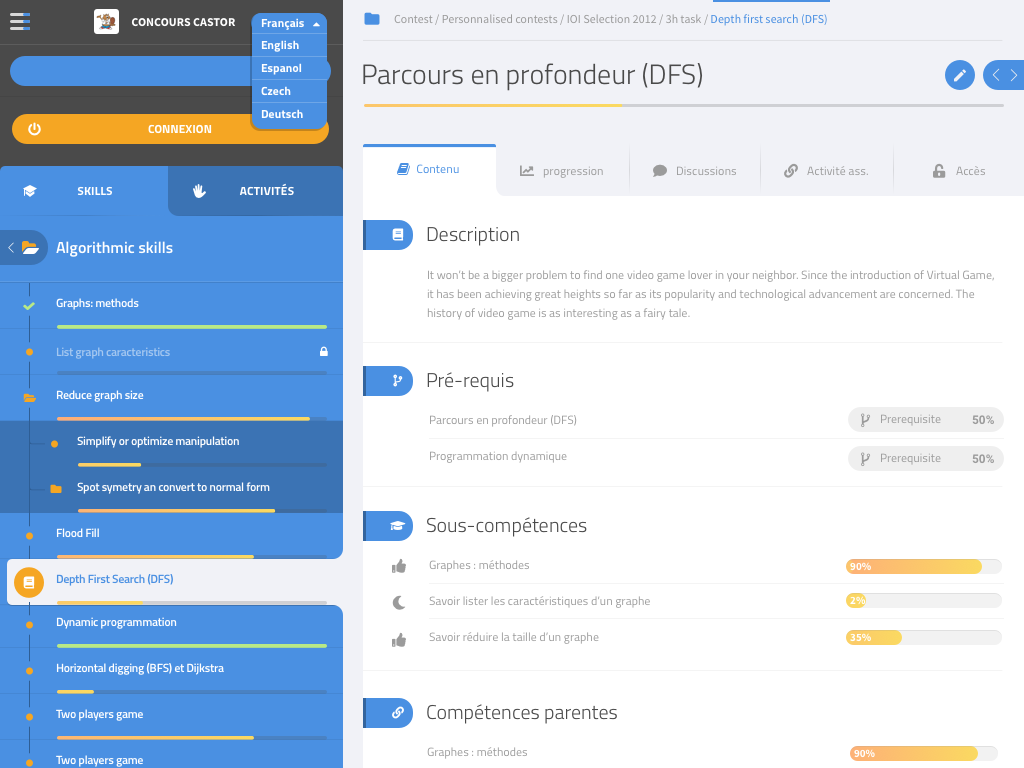 CONCOURS CASTOR
Français
English
Espanol
Czech
Deutsch
CONNEXION
SKILLS
ACTIVITÉS
Algorithmic skills
Graphs: methods
List graph caracteristics
Reduce graph size
Simplify or optimize manipulation
Spot symetry an convert to normal form
Flood Fill
Depth First Search (DFS)
Dynamic programmation
Horizontal digging (BFS) et Dijkstra
Two players game
Two players game
Contest / Personnalised contests / IOI Selection 2012 / 3h task / Depth first search (DFS)
Parcours en profondeur (DFS)
Contenu
progression
Discussions
Activité ass.
Accès
Description
It won't be a bigger problem to find one video game lover in your neighbor. Since the introduction of Virtual Game,
it has been achieving great heights so far as its popularity and technological advancement are concerned. The
history of video game is as interesting as a fairy tale.
Pré-requis
Parcours en profondeur (DFS)
Prerequisite 50%
Programmation dynamique
Prerequisite 50%
Sous-compétences
Graphes : méthodes
90%
Savoir lister les caractéristiques d'un graphe
2%
Savoir réduire la taille d'un graphe
35%
Compétences parentes
Graphes : méthodes
90%